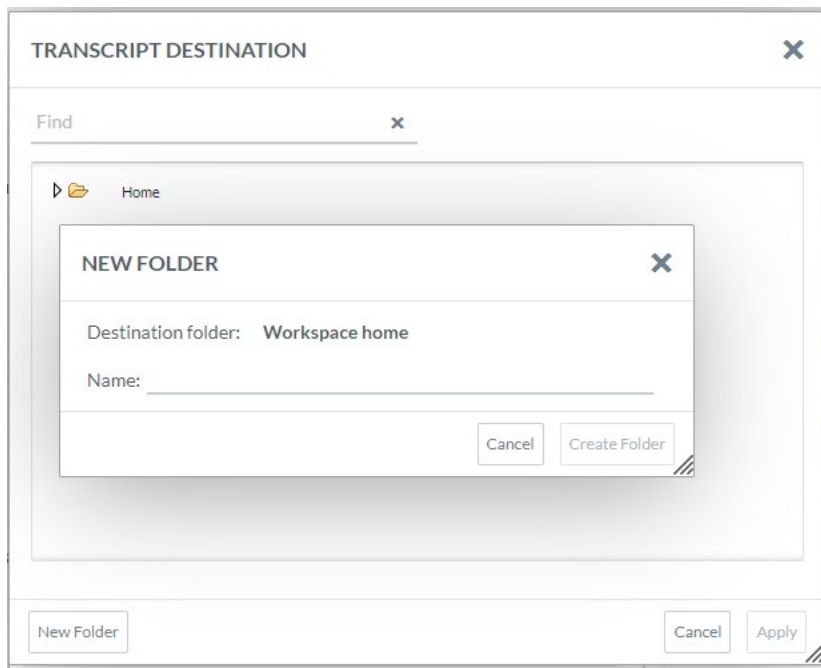 TRANSCRIPT DESTINATION
Find
Home
NEW FOLDER
Destination folder: Workspace home
Name:
Cancel Create Folder
New Folder Cancel Apply